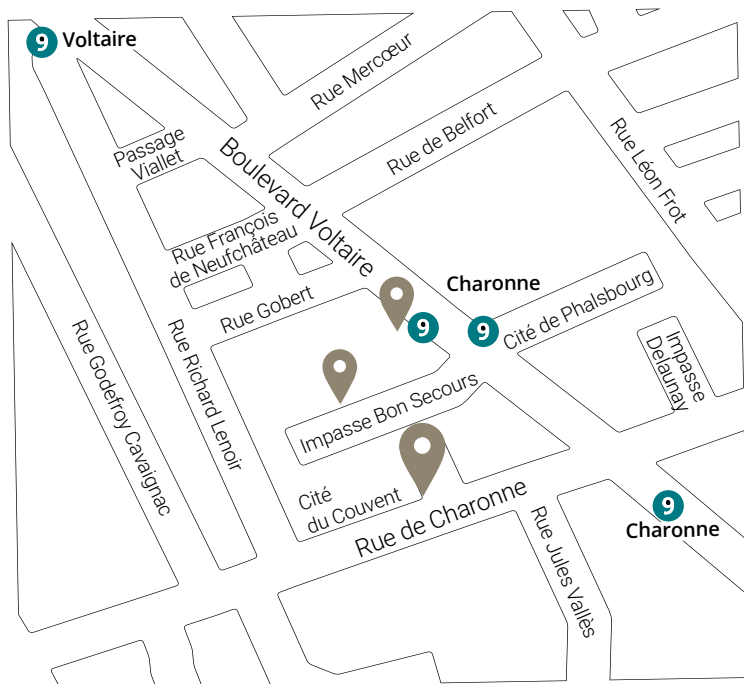 9 Voltaire
Rue Mercœur
Passage
Viallet
Boulevard Voltaire
Rue de Belfort
Rue Léon Frot
Rue François
de Neufchâteau
Charonne
Rue Gobert
9
9
Cité de Phalsbourg
Rue Godefroy Cavaignac
Rue Richard Lenoir
Impasse Bon Secours
Impasse
Delaunay
Cité
du Couvent
Rue de Charonne
Rue Jules Vallès
9
Charonne